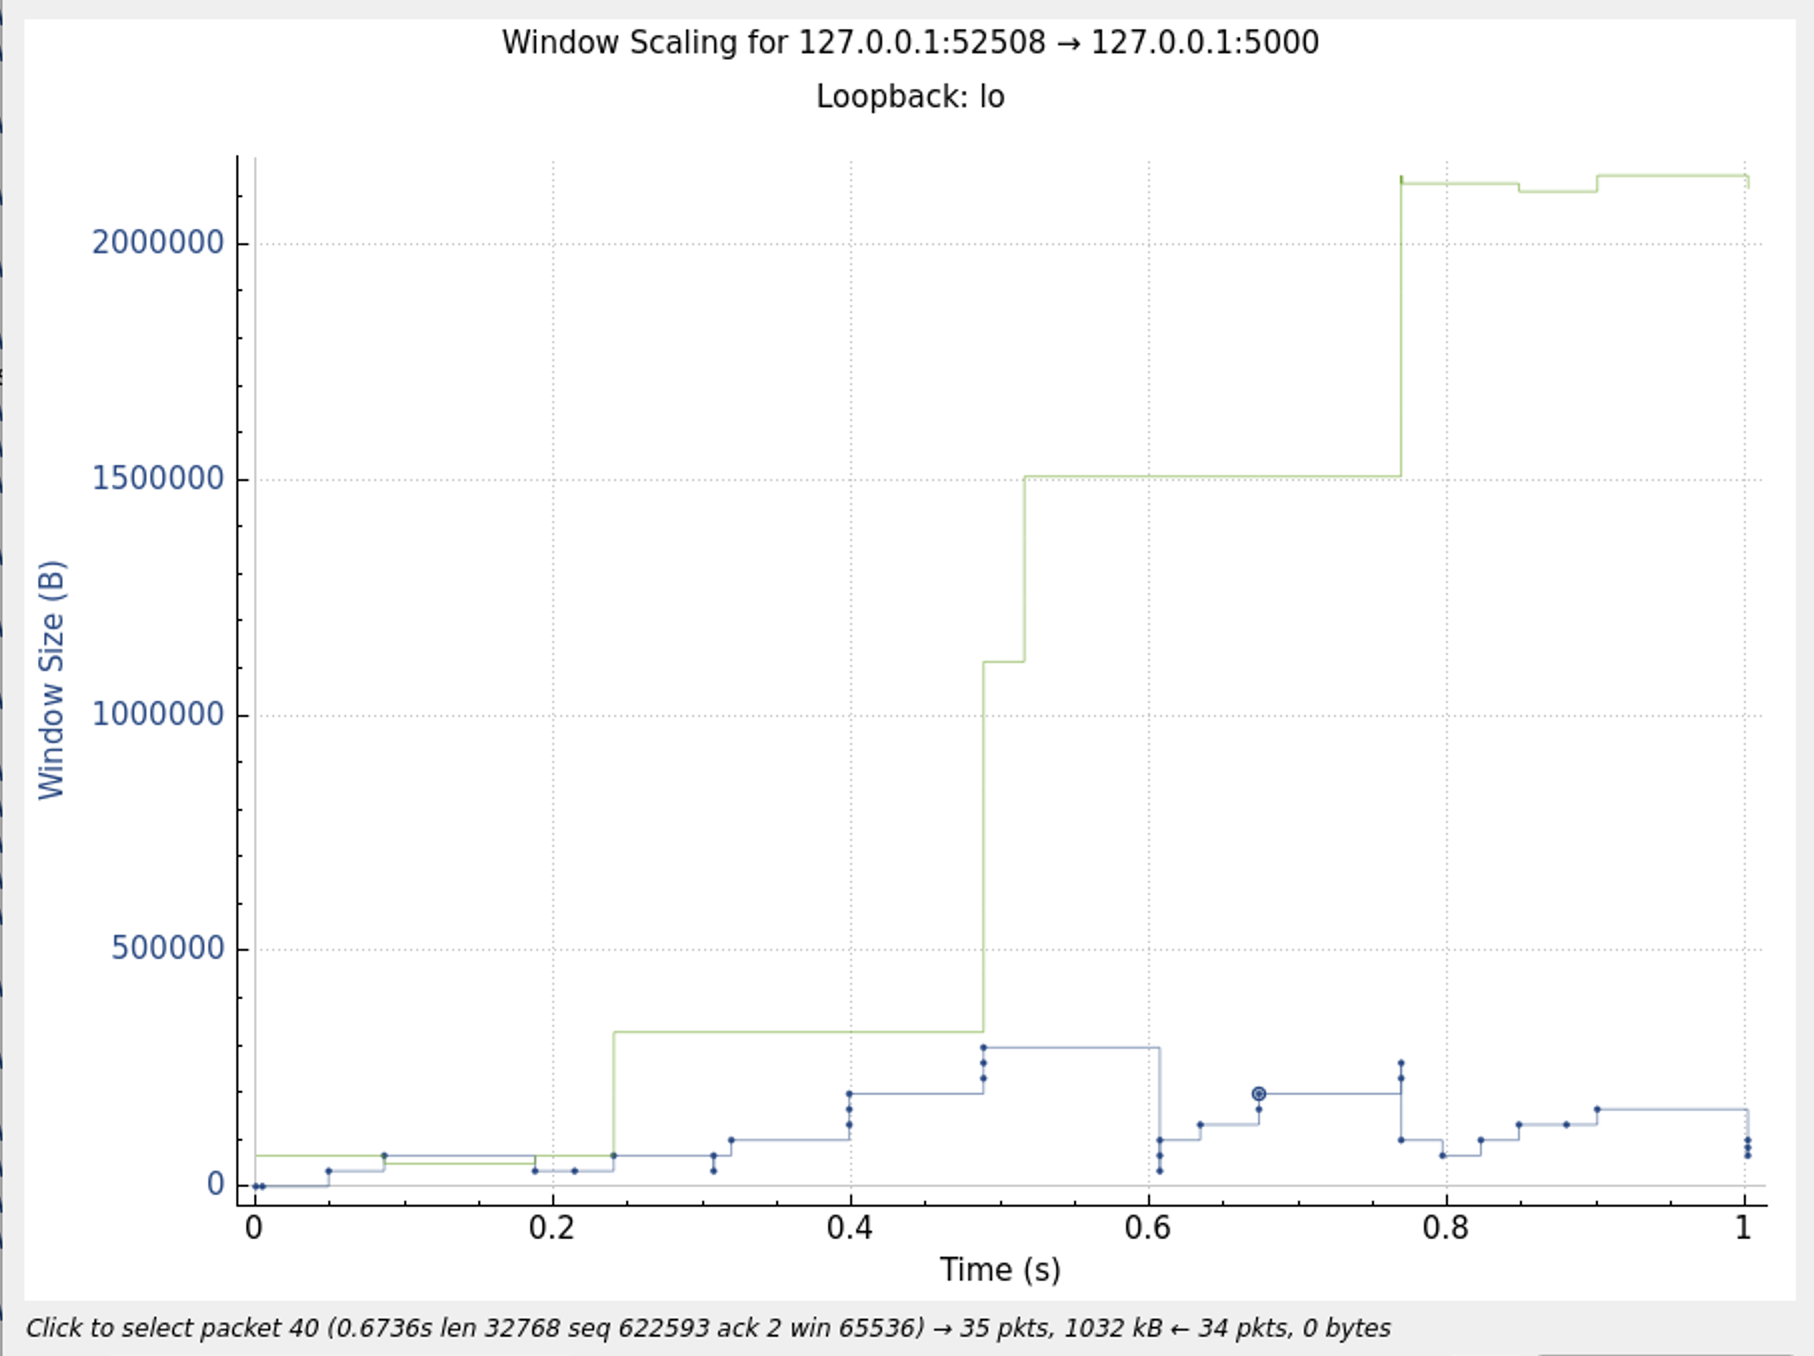 Window Scaling for 127.0.0.1:52508 → 127.0.0.1:5000
Loopback: lo
2000000
1500000
1000000
500000
0
Window Size (B)
0 0.2 0.4 0.6 0.8 1
Time (s)
Click to select packet 40 (0.6736s len 32768 seq 622593 ack 2 win 65536) → 35 pkts, 1032 kB ← 34 pkts, 0 bytes